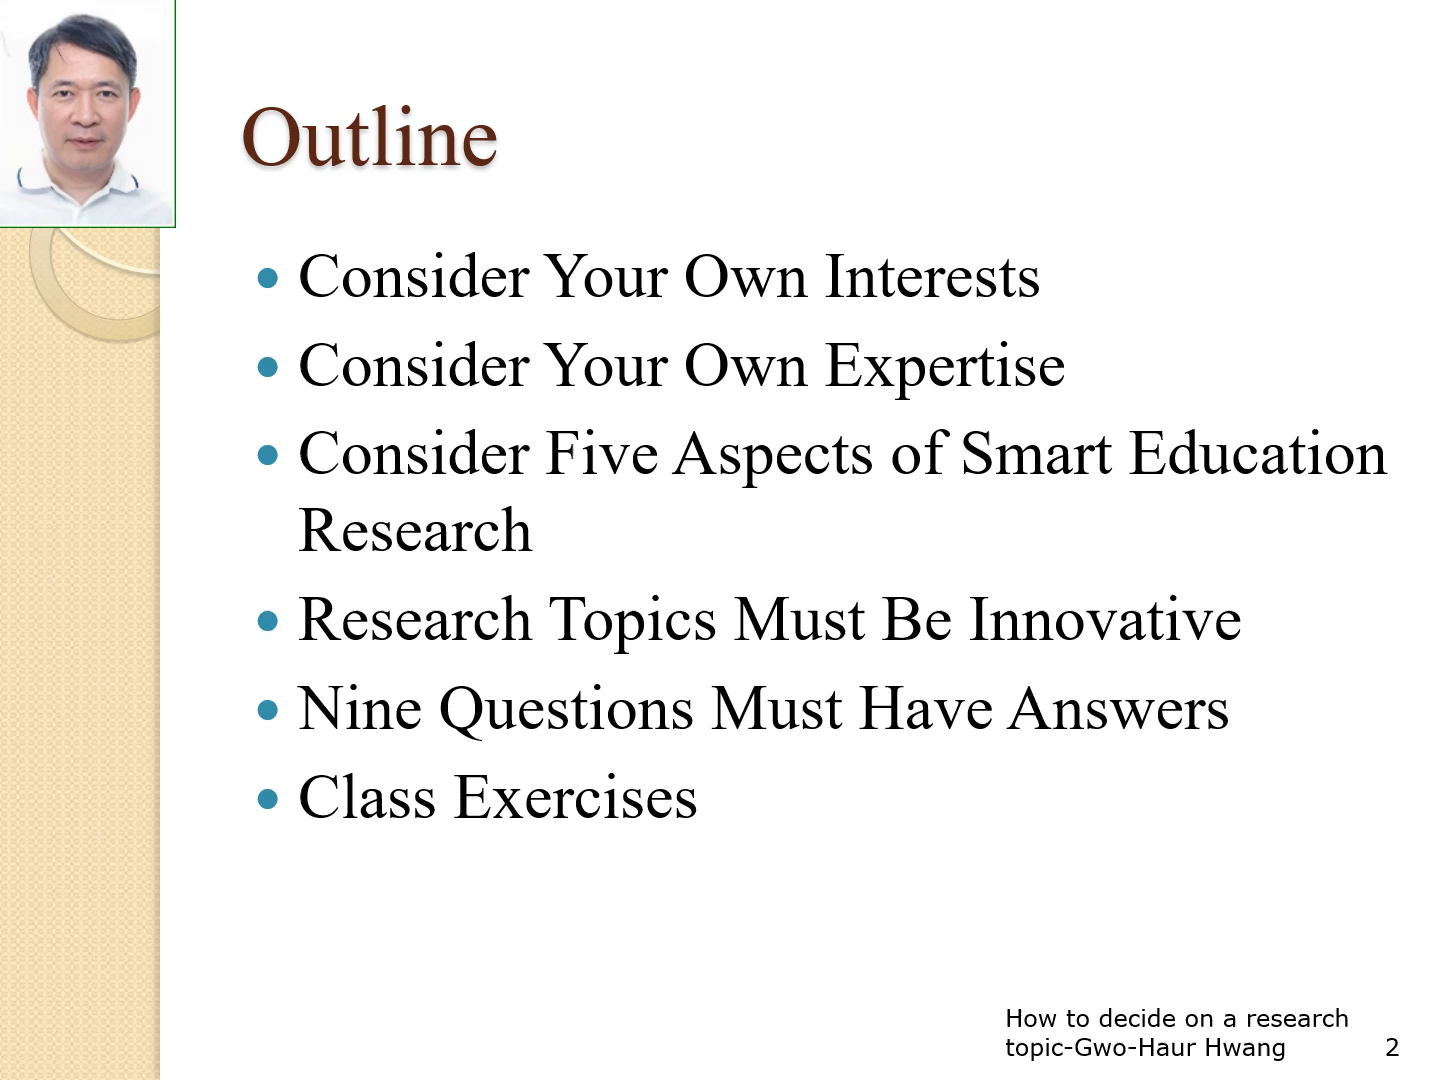 Outline
• Consider Your Own Interests
• Consider Your Own Expertise
• Consider Five Aspects of Smart Education
Research
• Research Topics Must Be Innovative
• Nine Questions Must Have Answers
• Class Exercises
How to decide on a research
topic-Gwo-Haur Hwang
2